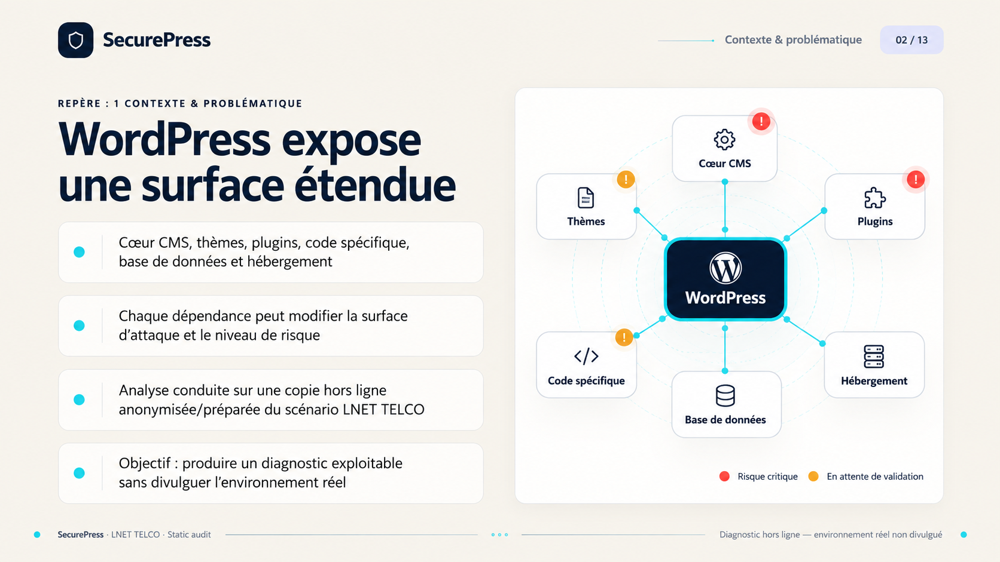 SecurePress
Contexte & problématique
02 / 13
REPÈRE : 1 CONTEXTE & PROBLÉMATIQUE
WordPress expose
une surface étendue
Cœur CMS, thèmes, plugins, code spécifique,
base de données et hébergement
Chaque dépendance peut modifier la surface
d’attaque et le niveau de risque
Analyse conduite sur une copie hors ligne
anonymisée/préparée du scénario LNET TELCO
Objectif : produire un diagnostic exploitable
sans divulguer l’environnement réel
Cœur CMS
!
Thèmes
!
Plugins
!
WordPress
Code spécifique
!
Base de données
Hébergement
Risque critique
En attente de validation
SecurePress · LNET TELCO · Static audit
Diagnostic hors ligne — environnement réel non divulgué